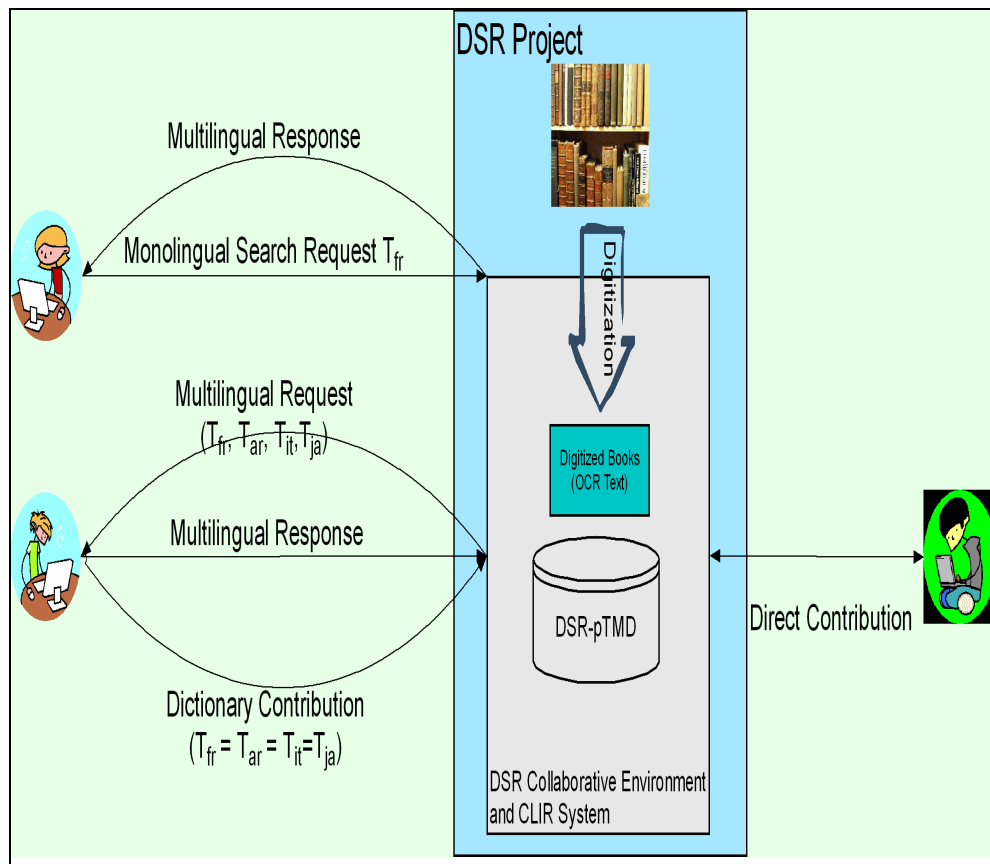 DSR Project
Multilingual Response
Monolingual Search Request Tfr
Digitization
Multilingual Request
(Tfr, Tar, Tit,Tja)
Multilingual Response
Dictionary Contribution
(Tfr = Tar = Tit=Tja)
Digitized Books
(OCR Text)
DSR-pTMD
DSR Collaborative Environment
and CLIR System
Direct Contribution